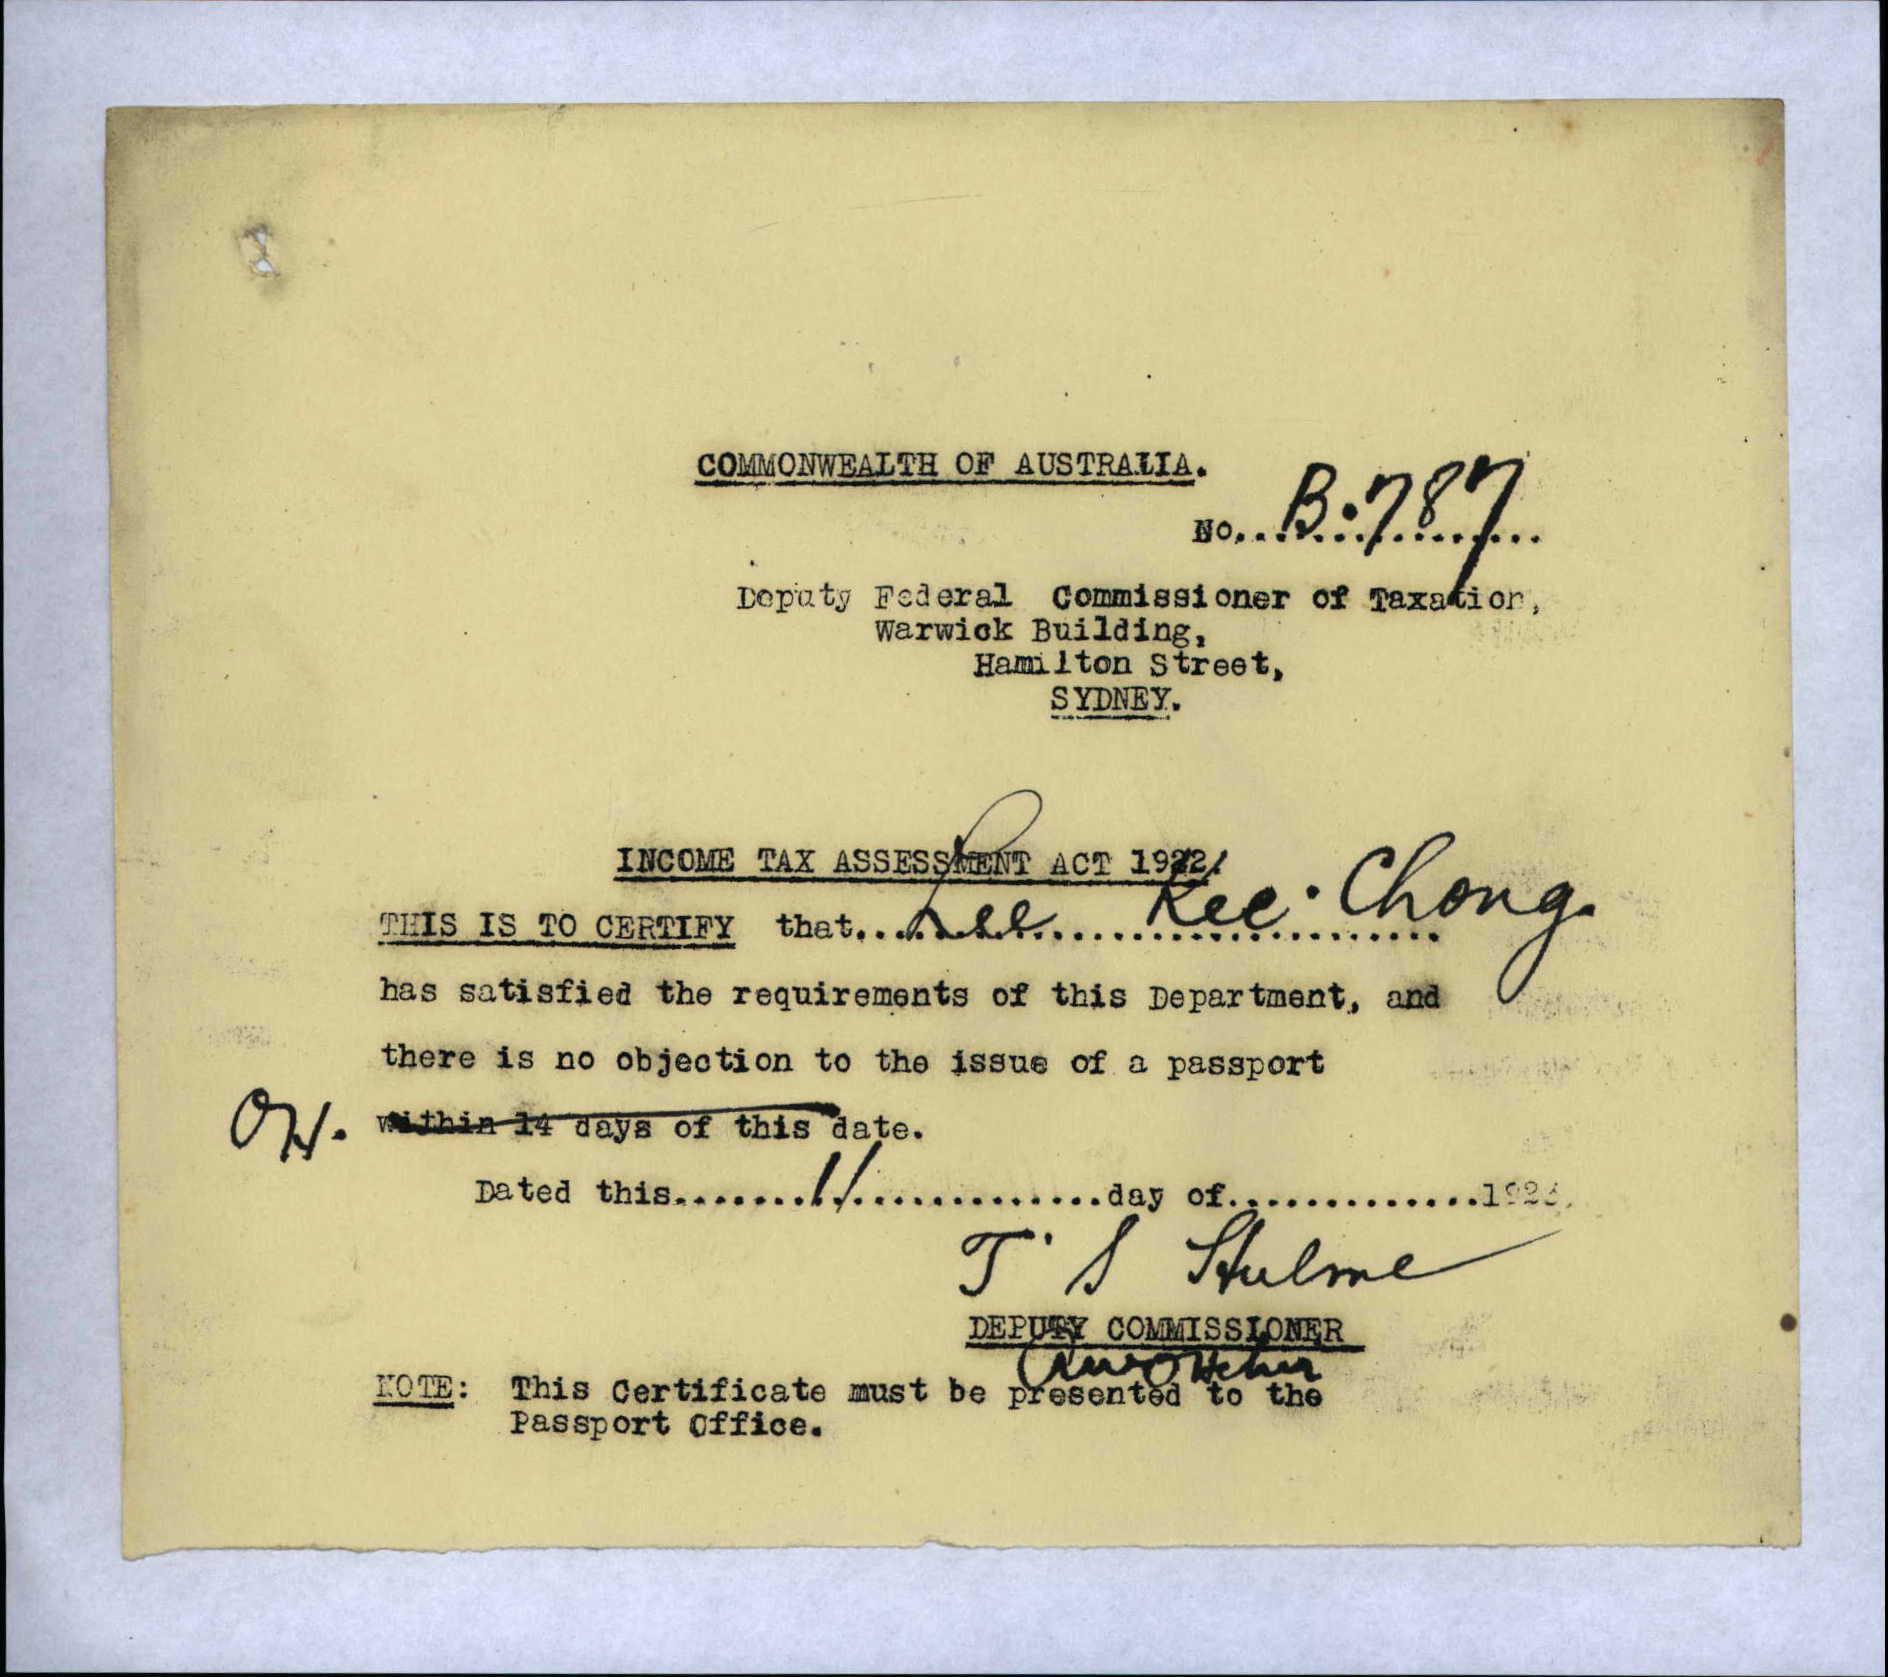 COMMONWEALTH OF AUSTRALIA.
No. B.787
Deputy Federal Commissioner of Taxation,
Warwick Building,
Hamilton Street,
SYDNEY.
INCOME TAX ASSESSMENT ACT 1922.
THIS IS TO CERTIFY that Lee Kee Chong.
has satisfied the requirements of this Department, and
there is no objection to the issue of a passport
within 14 days of this date.
Dated this 11 day of
T S Hulme
DEPUTY COMMISSIONER
NOTE: This Certificate must be presented to the
Passport Office.